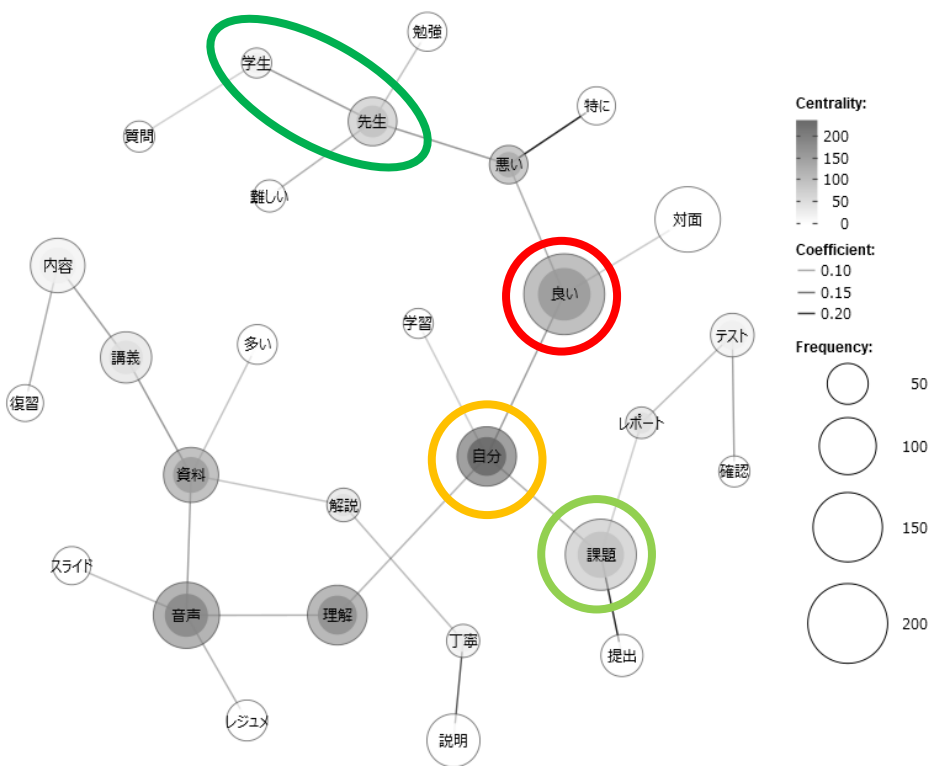 勉強
学生
質問
先生
特に
悪い
難しい
対面
内容
良い
学習
多い
講義
テスト
復習
レポート
自分
確認
資料
解説
課題
スライド
音声
理解
丁寧
提出
レジュメ
説明
Centrality:
200
150
100
50
0
Coefficient:
0.10
0.15
0.20
Frequency:
50
100
150
200